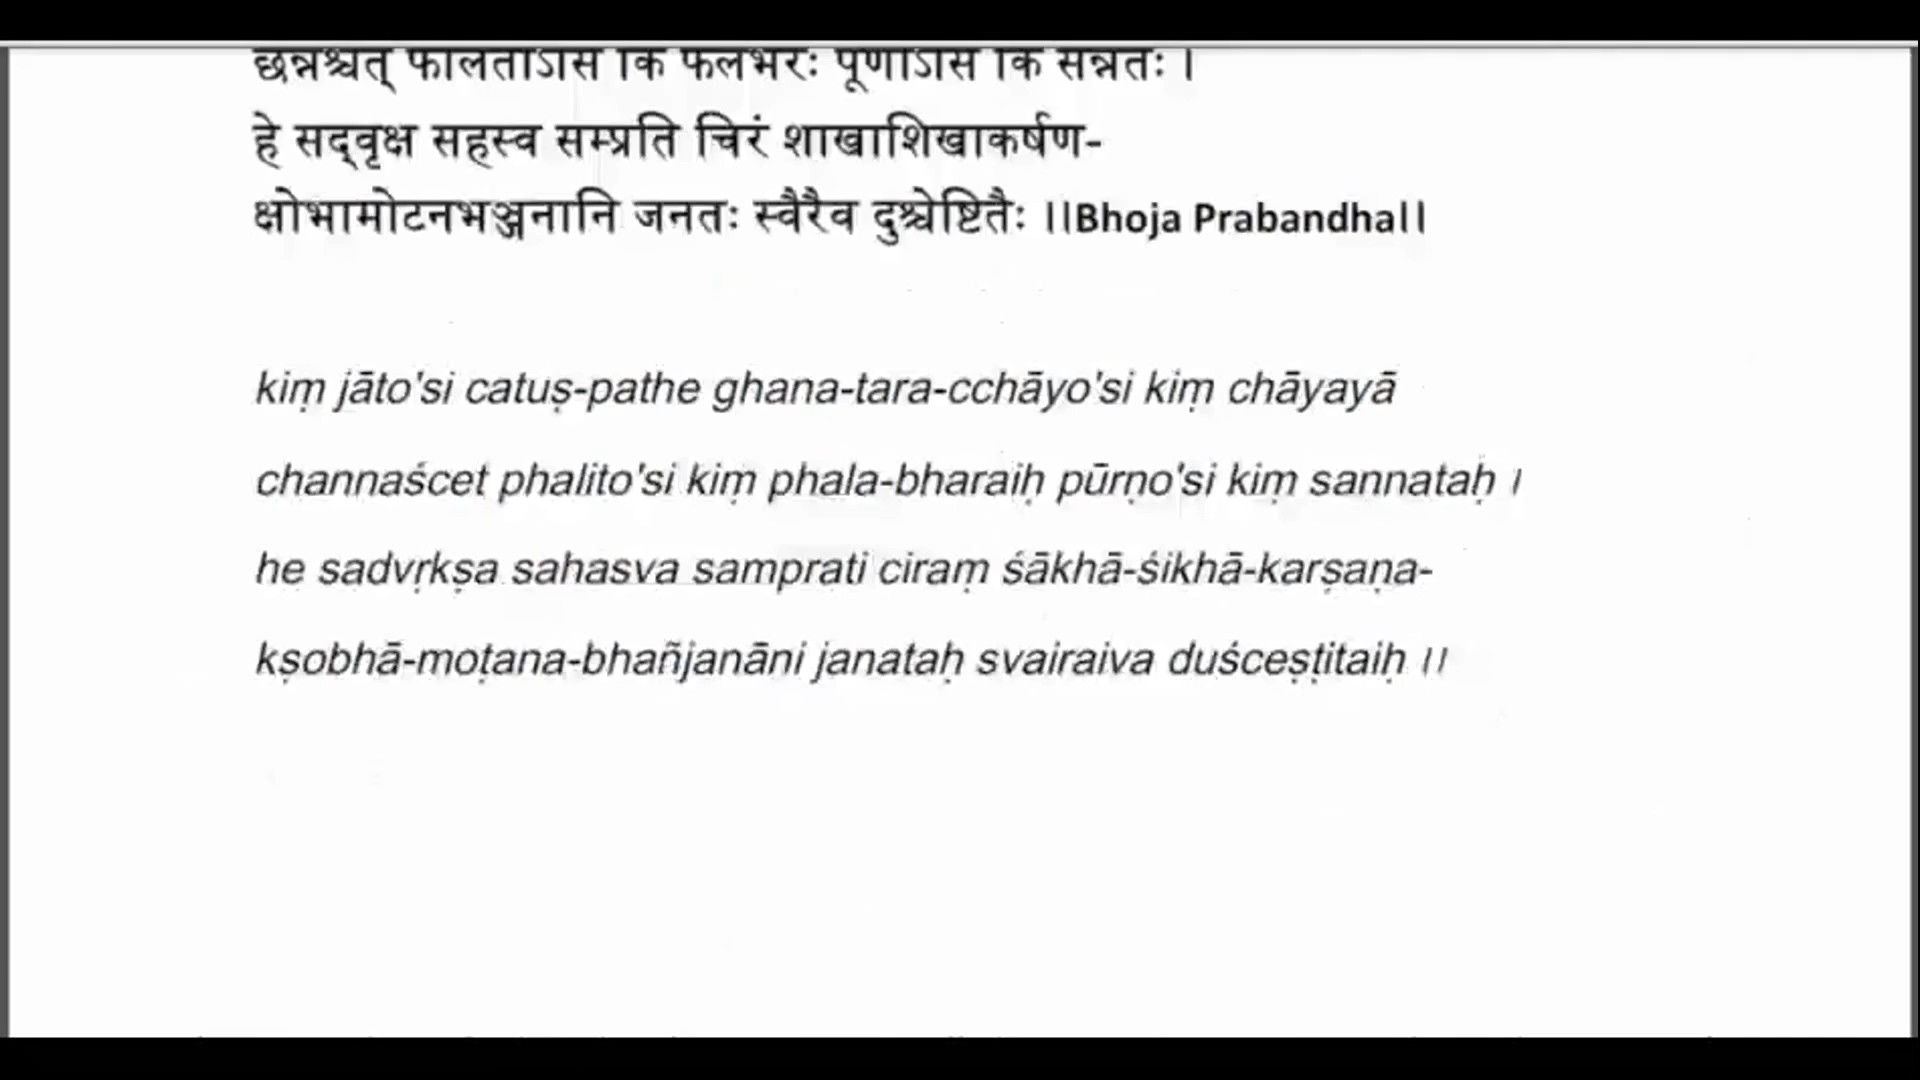 छन्नश्चेत् फलितोऽसि किं फलभरैः पूर्णोऽसि किं सन्नतः ।
हे सद्‌वृक्ष सहस्व सम्प्रति चिरं शाखाशिखाकर्षण-
क्षोभामोटनभञ्जनानि जनतः स्वैरैव दुश्चेष्टितैः ।।Bhoja Prabandha।।
kiṃ jāto'si catuṣ-pathe ghana-tara-cchāyo'si kiṃ chāyayā
channaścet phalito'si kiṃ phala-bharaiḥ pūrṇo'si kiṃ sannataḥ ।
he sadvṛkṣa sahasva samprati ciraṃ śākhā-śikhā-karṣaṇa-
kṣobhā-moṭana-bhañjanāni janataḥ svairaiva duśceṣṭitaiḥ ।।